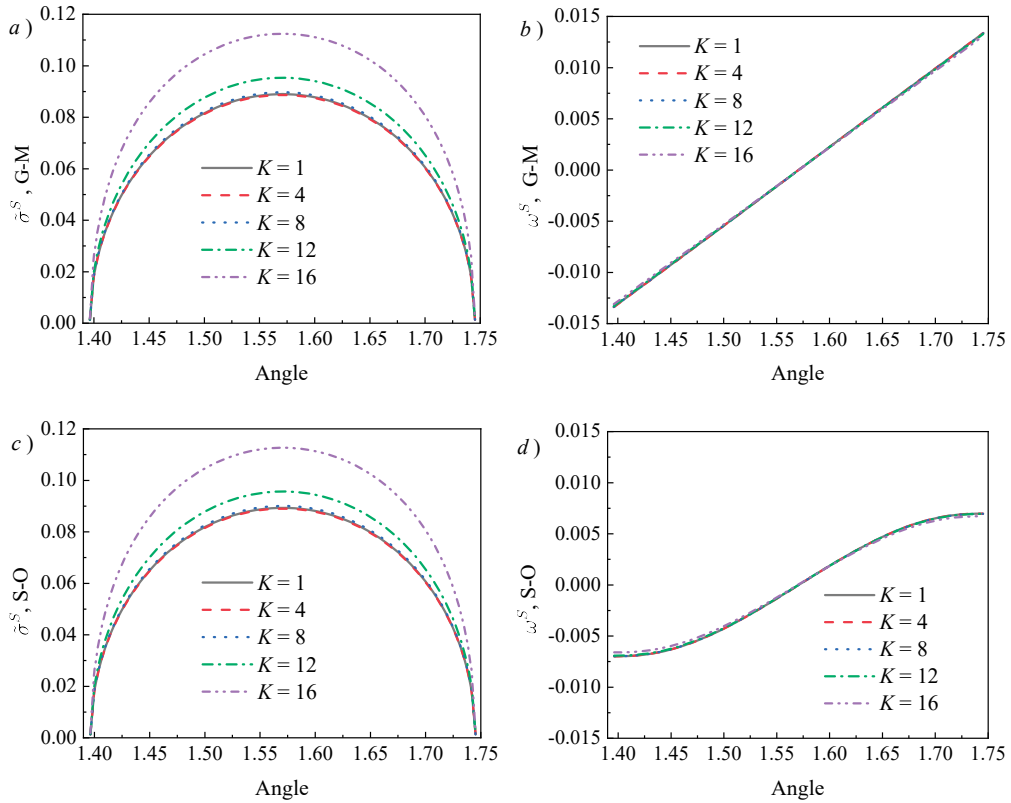 a )
0.12
0.10
0.08
0.06
0.04
0.02
0.00
σ̃^S , G-M
K = 1
K = 4
K = 8
K = 12
K = 16
1.40 1.45 1.50 1.55 1.60 1.65 1.70 1.75
Angle
b )
0.015
0.010
0.005
0.000
-0.005
-0.010
-0.015
ω^S, G-M
K = 1
K = 4
K = 8
K = 12
K = 16
1.40 1.45 1.50 1.55 1.60 1.65 1.70 1.75
Angle
c )
0.12
0.10
0.08
0.06
0.04
0.02
0.00
σ̃^S, S-O
K = 1
K = 4
K = 8
K = 12
K = 16
1.40 1.45 1.50 1.55 1.60 1.65 1.70 1.75
Angle
d )
0.015
0.010
0.005
0.000
-0.005
-0.010
-0.015
ω^S, S-O
K = 1
K = 4
K = 8
K = 12
K = 16
1.40 1.45 1.50 1.55 1.60 1.65 1.70 1.75
Angle